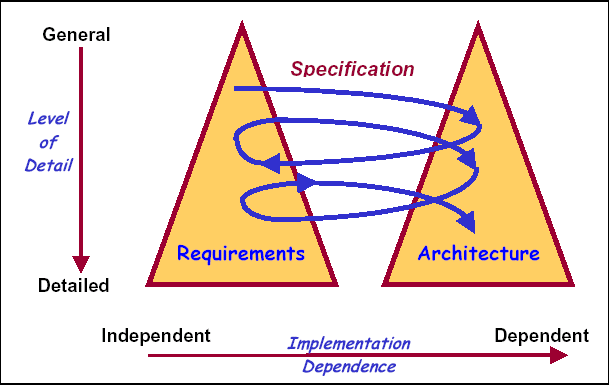 General
Specification
Level
of
Detail
Requirements
Architecture
Detailed
Independent
Dependent
Implementation
Dependence